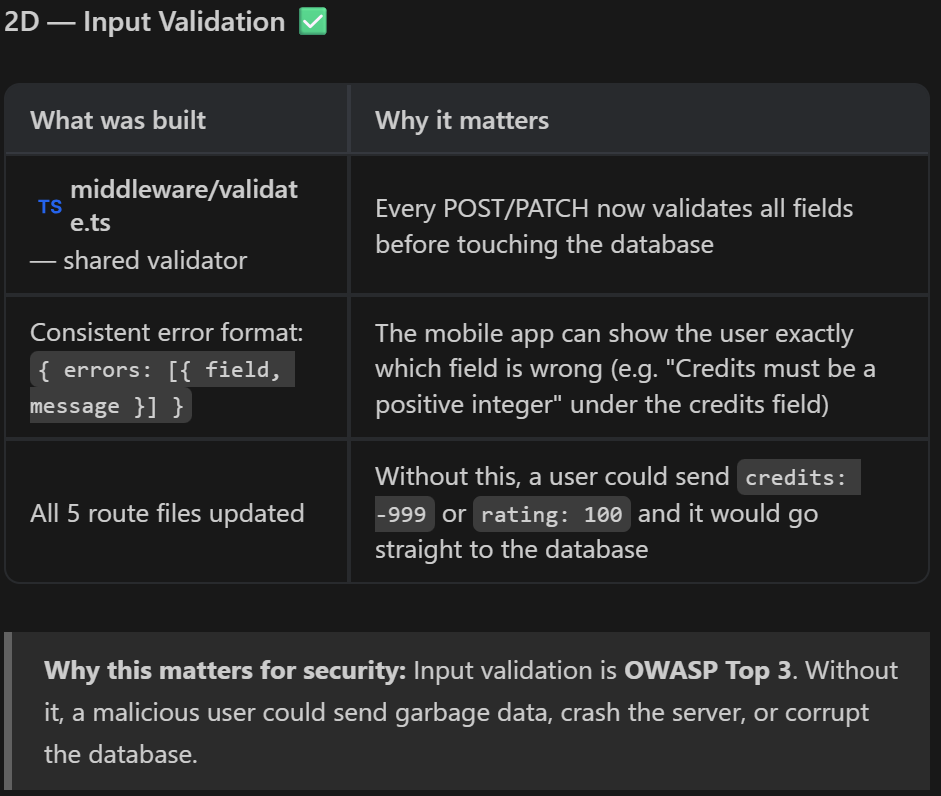 2D — Input Validation ✅
What was built
Why it matters
TS middleware/validat
e.ts
— shared validator
Every POST/PATCH now validates all fields
before touching the database
Consistent error format:
{ errors: [{ field,
message }] }
The mobile app can show the user exactly
which field is wrong (e.g. "Credits must be a
positive integer" under the credits field)
All 5 route files updated
Without this, a user could send credits:
-999 or rating: 100 and it would go
straight to the database
Why this matters for security: Input validation is OWASP Top 3. Without
it, a malicious user could send garbage data, crash the server, or corrupt
the database.